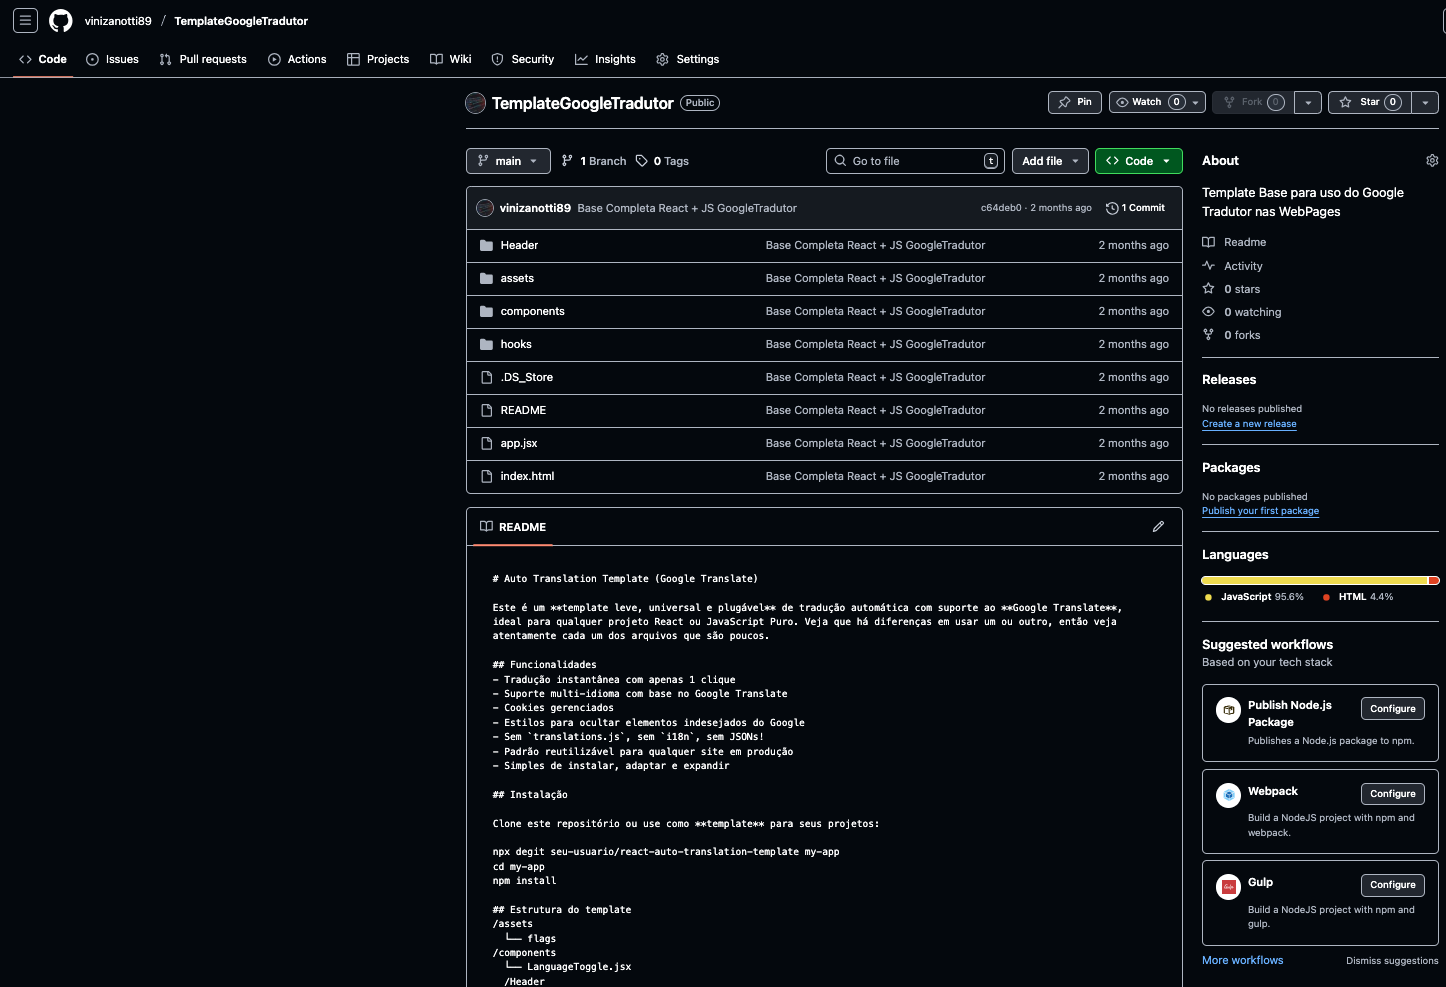 vinizanotti89 / TemplateGoogleTradutor
Code Issues Pull requests Actions Projects Wiki Security Insights Settings
TemplateGoogleTradutor Public
Pin Watch 0 Fork 0 Star 0
main 1 Branch 0 Tags Go to file t Add file Code
vinizanotti89 Base Completa React + JS GoogleTradutor c64deb0 · 2 months ago 1 Commit
Header Base Completa React + JS GoogleTradutor 2 months ago
assets Base Completa React + JS GoogleTradutor 2 months ago
components Base Completa React + JS GoogleTradutor 2 months ago
hooks Base Completa React + JS GoogleTradutor 2 months ago
.DS_Store Base Completa React + JS GoogleTradutor 2 months ago
README Base Completa React + JS GoogleTradutor 2 months ago
app.jsx Base Completa React + JS GoogleTradutor 2 months ago
index.html Base Completa React + JS GoogleTradutor 2 months ago
README
# Auto Translation Template (Google Translate)
Este é um **template leve, universal e plugável** de tradução automática com suporte ao **Google Translate**,
ideal para qualquer projeto React ou JavaScript Puro. Veja que há diferenças em usar um ou outro, então veja
atentamente cada um dos arquivos que são poucos.
## Funcionalidades
- Tradução instantânea com apenas 1 clique
- Suporte multi-idioma com base no Google Translate
- Cookies gerenciados
- Estilos para ocultar elementos indesejados do Google
- Sem `translations.js`, sem `i18n`, sem JSONs!
- Padrão reutilizável para qualquer site em produção
- Simples de instalar, adaptar e expandir
## Instalação
Clone este repositório ou use como **template** para seus projetos:
npx degit seu-usuario/react-auto-translation-template my-app
cd my-app
npm install
## Estrutura do template
/assets
└── flags
/components
└── LanguageToggle.jsx
/Header
About
Template Base para uso do Google
Tradutor nas WebPages
Readme
Activity
0 stars
0 watching
0 forks
Releases
No releases published
Create a new release
Packages
No packages published
Publish your first package
Languages
JavaScript 95.6% HTML 4.4%
Suggested workflows
Based on your tech stack
Publish Node.js
Package
Configure
Publishes a Node.js package to npm.
Webpack Configure
Build a NodeJS project with npm and
webpack.
Gulp Configure
Build a NodeJS project with npm and
gulp.
More workflows Dismiss suggestions